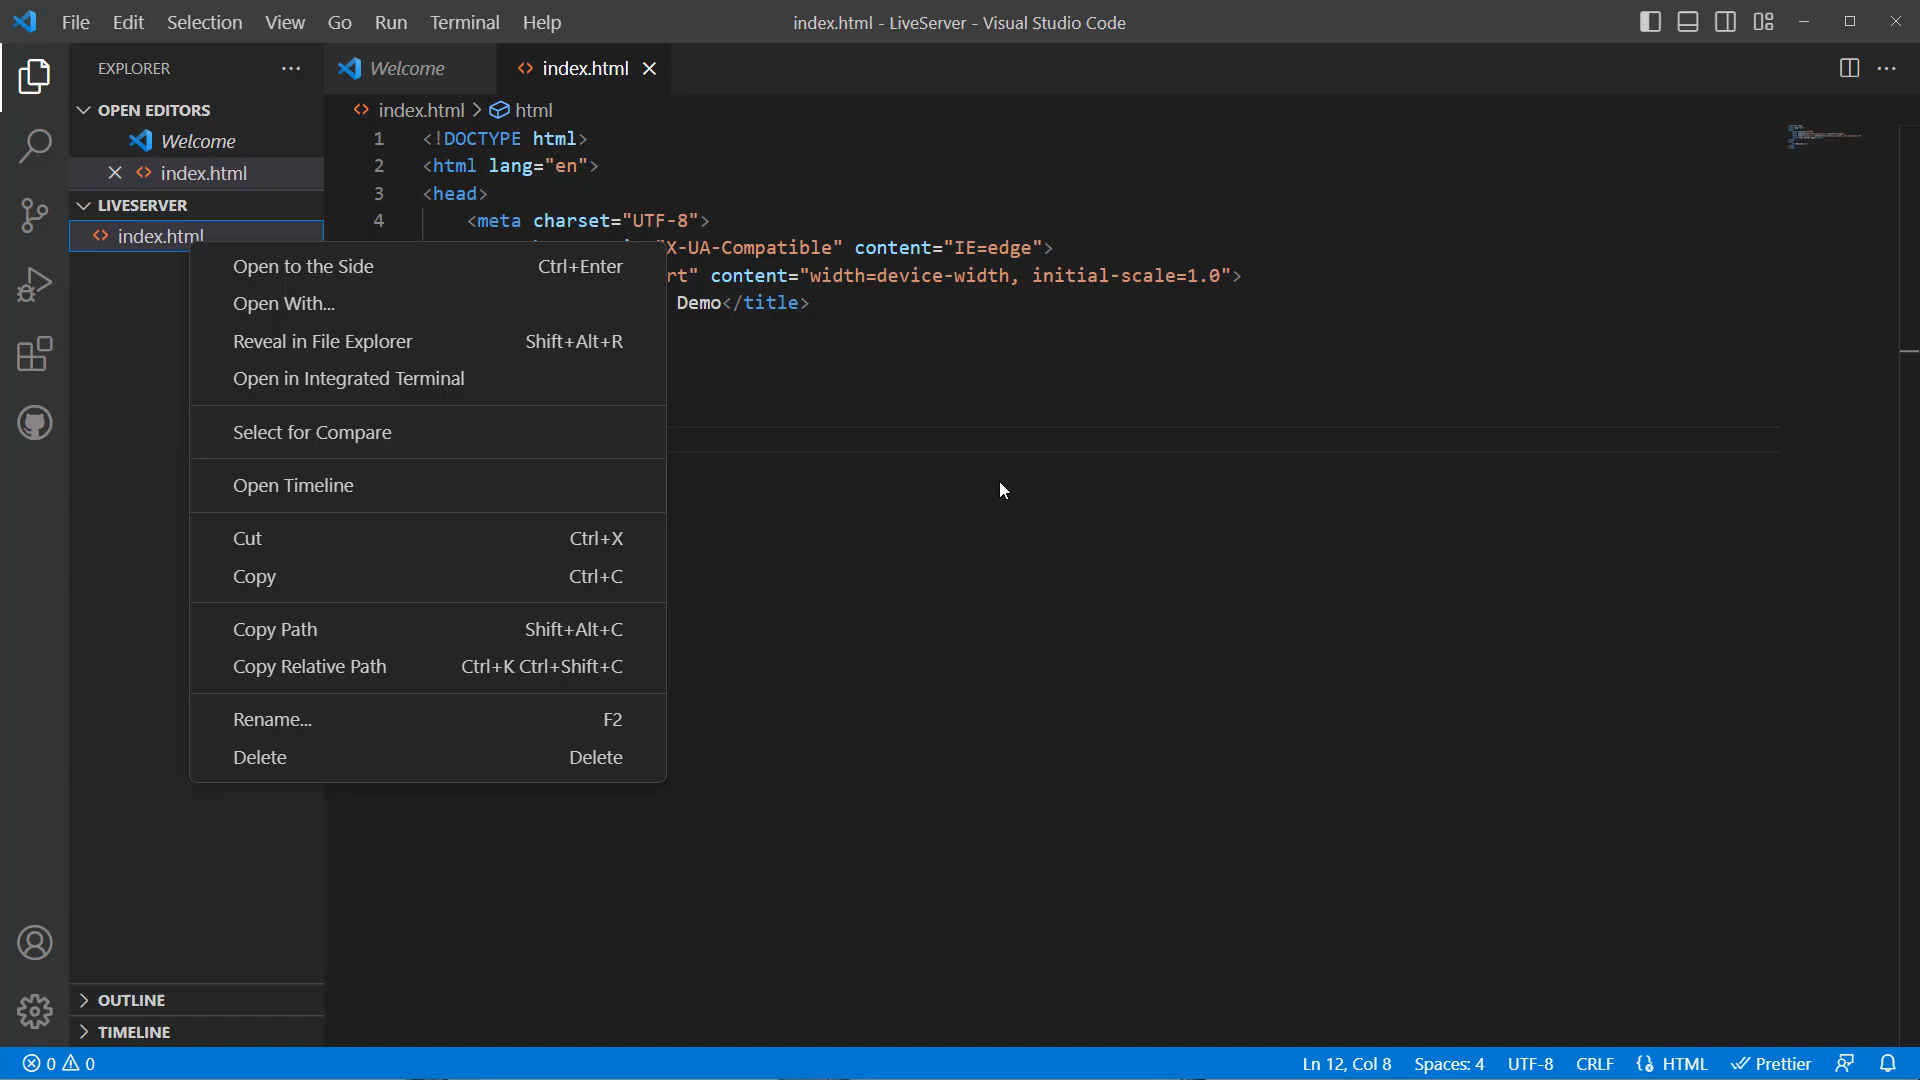 File Edit Selection View Go Run Terminal Help
index.html - LiveServer - Visual Studio Code
EXPLORER
OPEN EDITORS
Welcome
index.html
LIVESERVER
index.html
Welcome
index.html
index.html > html
1 <!DOCTYPE html>
2 <html lang="en">
3 <head>
4 <meta charset="UTF-8">
X-UA-Compatible" content="IE=edge">
rt" content="width=device-width, initial-scale=1.0">
Demo</title>
Open to the Side Ctrl+Enter
Open With...
Reveal in File Explorer Shift+Alt+R
Open in Integrated Terminal
Select for Compare
Open Timeline
Cut Ctrl+X
Copy Ctrl+C
Copy Path Shift+Alt+C
Copy Relative Path Ctrl+K Ctrl+Shift+C
Rename... F2
Delete Delete
OUTLINE
TIMELINE
0 0
Ln 12, Col 8 Spaces: 4 UTF-8 CRLF HTML Prettier